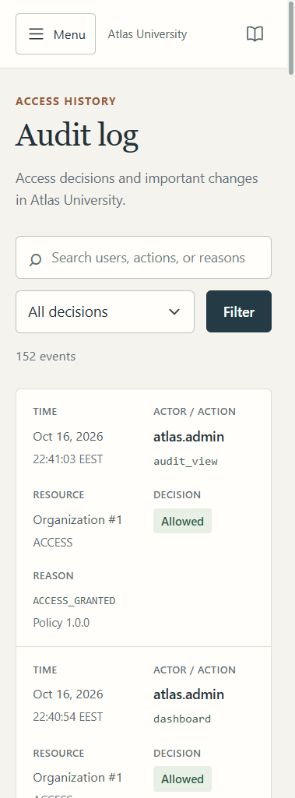 Menu
Atlas University
ACCESS HISTORY
Audit log
Access decisions and important changes
in Atlas University.
Search users, actions, or reasons
All decisions
Filter
152 events
TIME
Oct 16, 2026
22:41:03 EEST
ACTOR / ACTION
atlas.admin
audit_view
RESOURCE
Organization #1
ACCESS
DECISION
Allowed
REASON
ACCESS_GRANTED
Policy 1.0.0
TIME
Oct 16, 2026
22:40:54 EEST
ACTOR / ACTION
atlas.admin
dashboard
RESOURCE
Organization #1
ACCESS
DECISION
Allowed